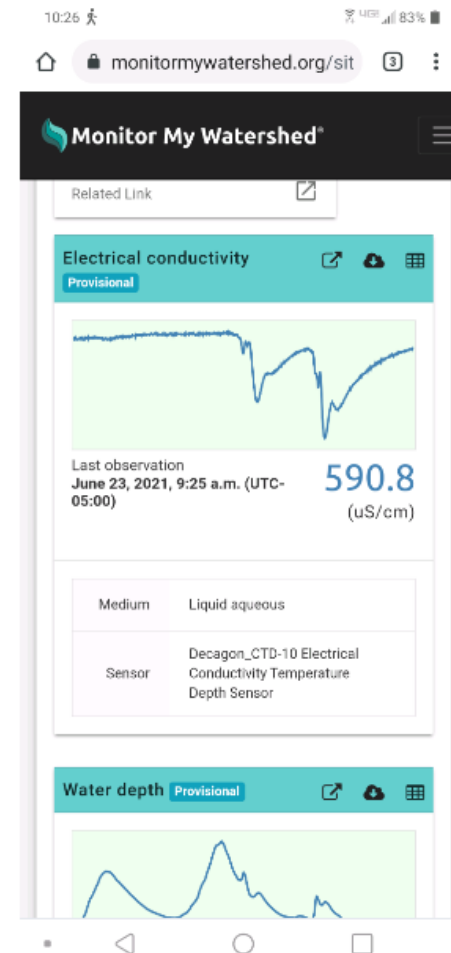 10:26 4GE 83%
monitormywatershed.org/sit 3
Monitor My Watershed®
Related Link
Electrical conductivity
Provisional
Last observation
June 23, 2021, 9:25 a.m. (UTC-
05:00)
590.8
(uS/cm)
Medium Liquid aqueous
Sensor Decagon_CTD-10 Electrical
Conductivity Temperature
Depth Sensor
Water depth Provisional